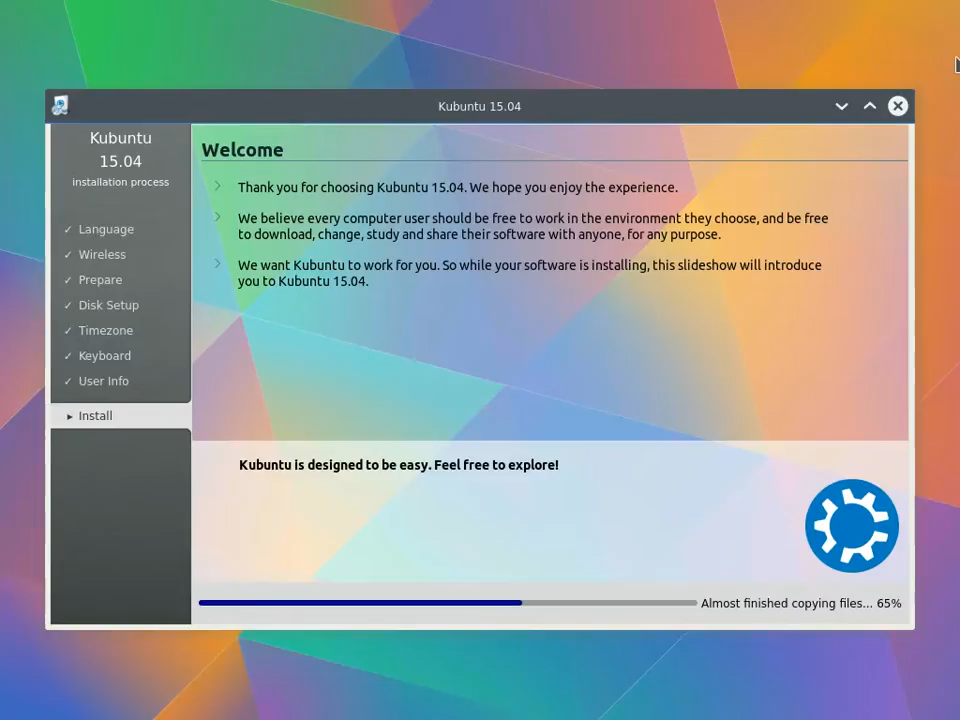 Kubuntu 15.04
Kubuntu
15.04
installation process
✓ Language
✓ Wireless
✓ Prepare
✓ Disk Setup
✓ Timezone
✓ Keyboard
✓ User Info
▸ Install
Welcome
Thank you for choosing Kubuntu 15.04. We hope you enjoy the experience.
We believe every computer user should be free to work in the environment they choose, and be free
to download, change, study and share their software with anyone, for any purpose.
We want Kubuntu to work for you. So while your software is installing, this slideshow will introduce
you to Kubuntu 15.04.
Kubuntu is designed to be easy. Feel free to explore!
Almost finished copying files... 65%